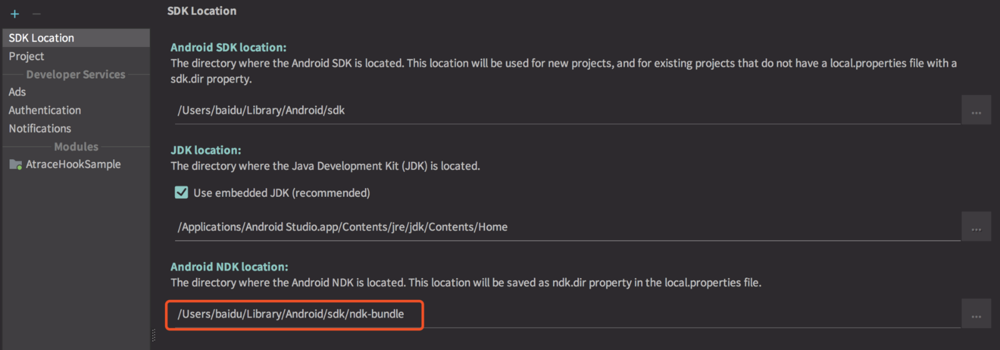 SDK Location
SDK Location
Project
Developer Services
Ads
Authentication
Notifications
Modules
AtraceHookSample
Android SDK location:
The directory where the Android SDK is located. This location will be used for new projects, and for existing projects that do not have a local.properties file with a
sdk.dir property.
/Users/baidu/Library/Android/sdk
...
JDK location:
The directory where the Java Development Kit (JDK) is located.
Use embedded JDK (recommended)
/Applications/Android Studio.app/Contents/jre/jdk/Contents/Home
...
Android NDK location:
The directory where the Android NDK is located. This location will be saved as ndk.dir property in the local.properties file.
/Users/baidu/Library/Android/sdk/ndk-bundle
...